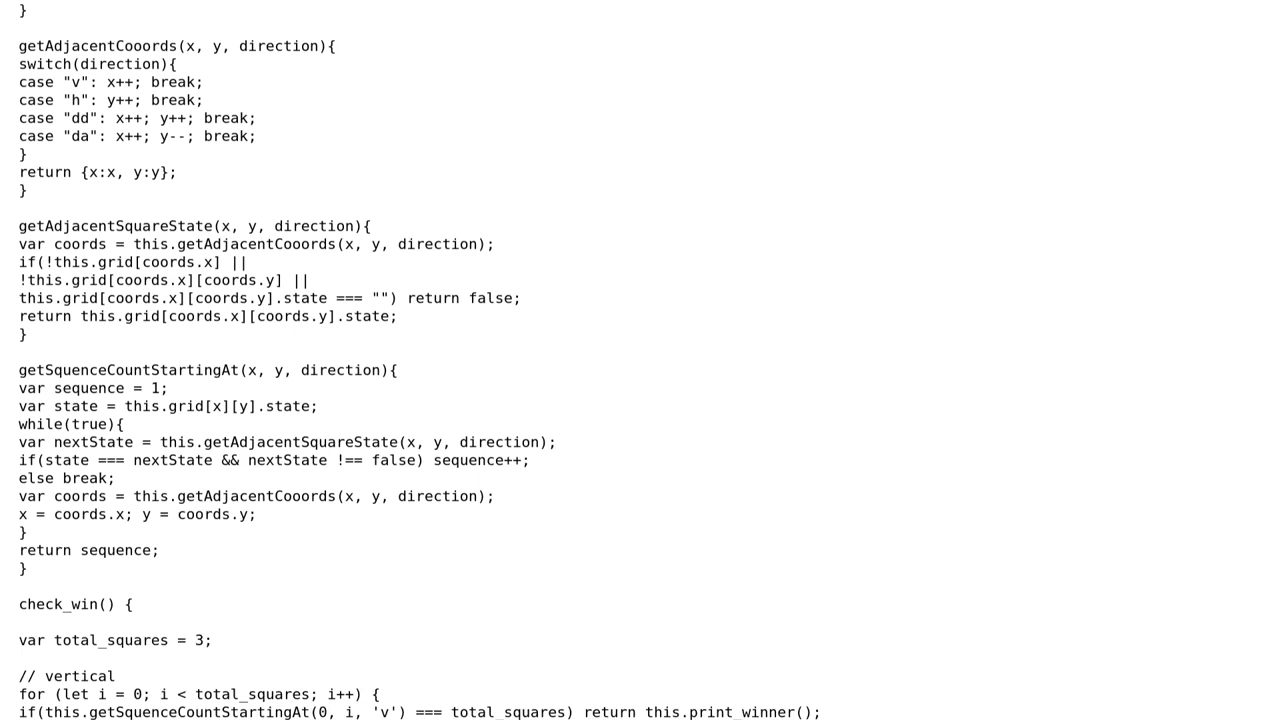 }
getAdjacentCooords(x, y, direction){
switch(direction){
case "v": x++; break;
case "h": y++; break;
case "dd": x++; y++; break;
case "da": x++; y--; break;
}
return {x:x, y:y};
}
getAdjacentSquareState(x, y, direction){
var coords = this.getAdjacentCooords(x, y, direction);
if(!this.grid[coords.x] ||
!this.grid[coords.x][coords.y] ||
this.grid[coords.x][coords.y].state === "") return false;
return this.grid[coords.x][coords.y].state;
}
getSquenceCountStartingAt(x, y, direction){
var sequence = 1;
var state = this.grid[x][y].state;
while(true){
var nextState = this.getAdjacentSquareState(x, y, direction);
if(state === nextState && nextState !== false) sequence++;
else break;
var coords = this.getAdjacentCooords(x, y, direction);
x = coords.x; y = coords.y;
}
return sequence;
}
check_win() {
var total_squares = 3;
// vertical
for (let i = 0; i < total_squares; i++) {
if(this.getSquenceCountStartingAt(0, i, 'v') === total_squares) return this.print_winner();